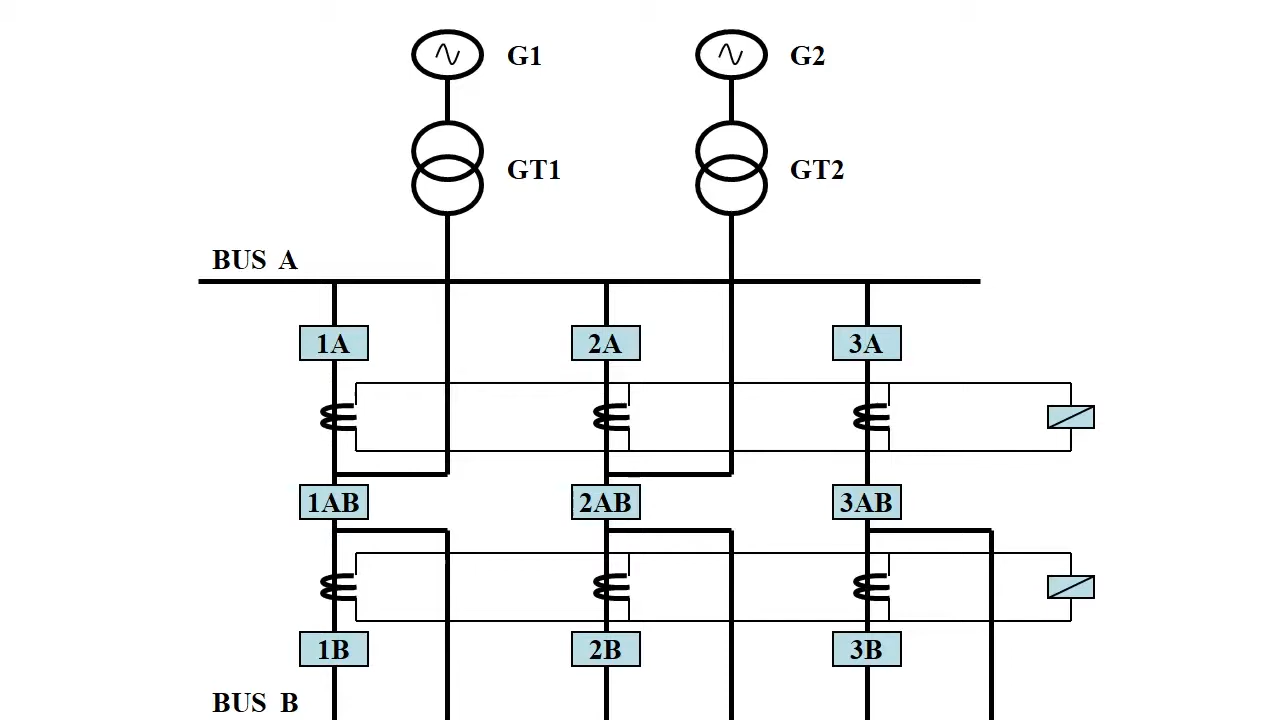 G1 G2
GT1 GT2
BUS A
1A 2A 3A
1AB 2AB 3AB
1B 2B 3B
BUS B